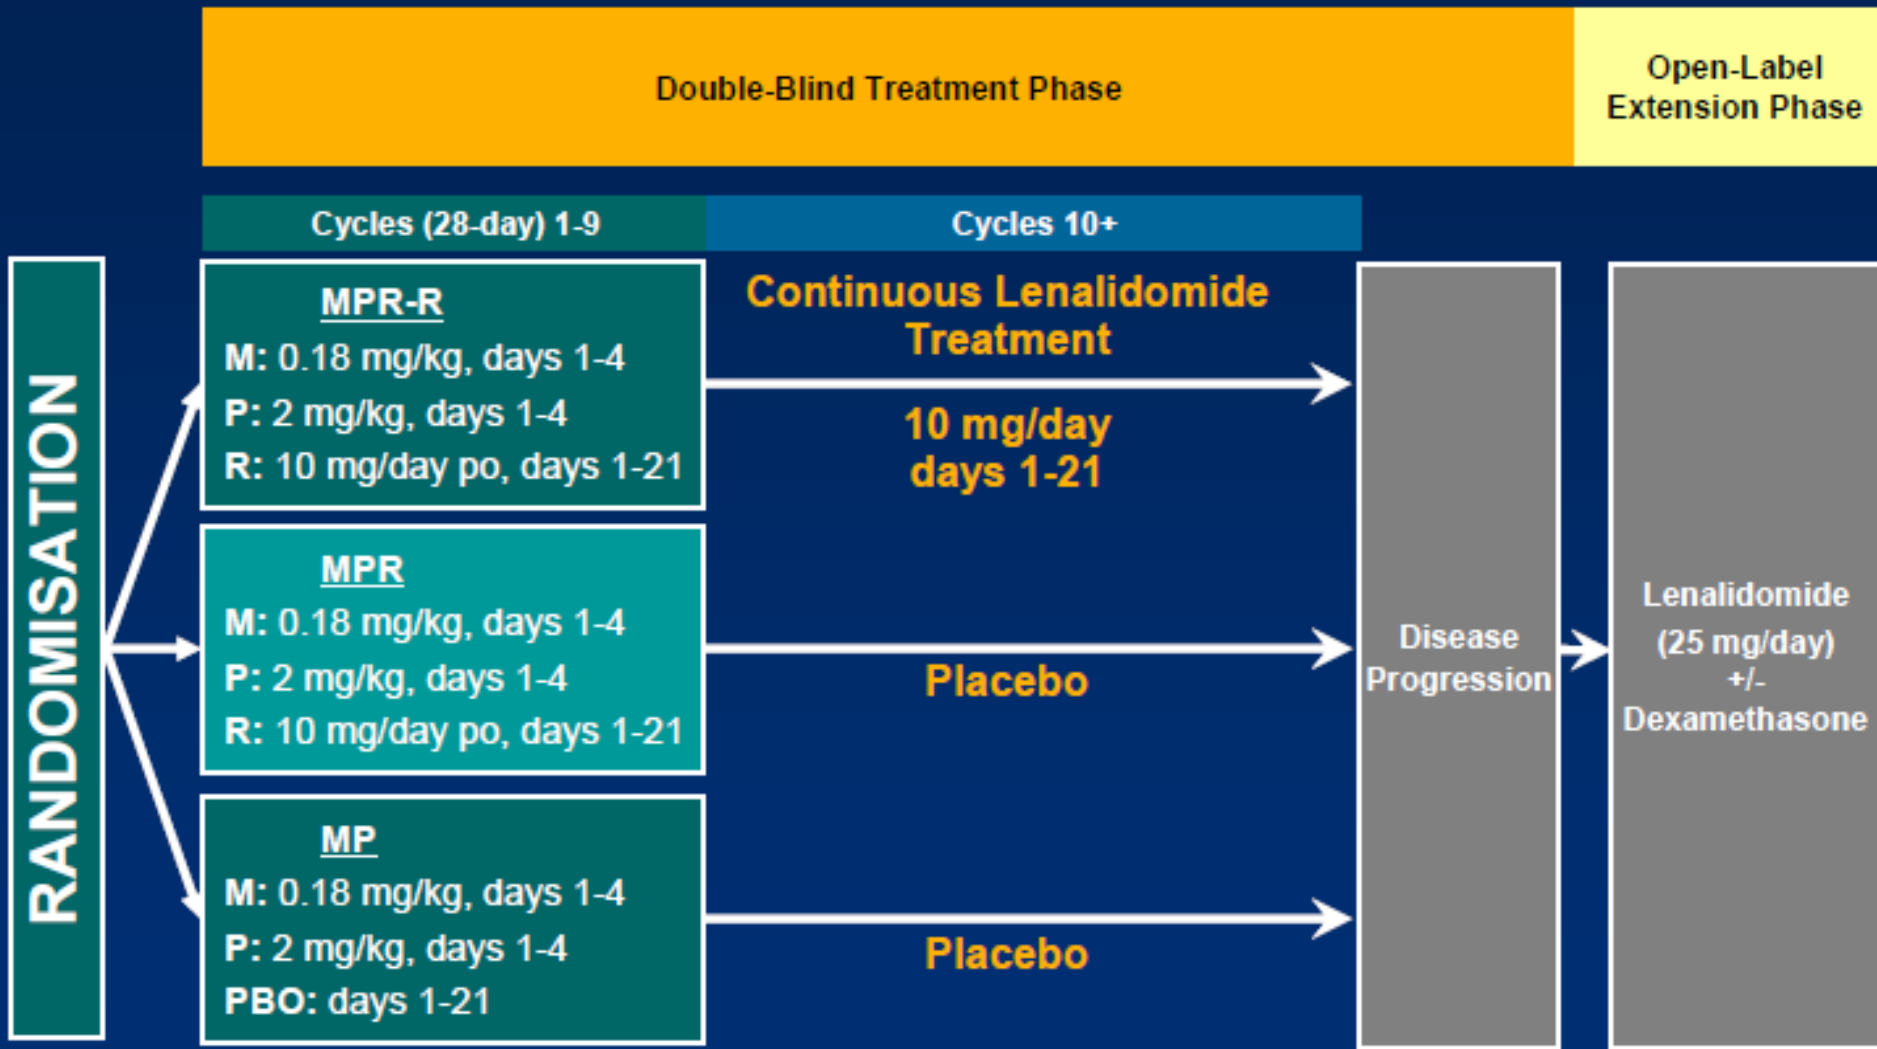 Double-Blind Treatment Phase
Open-Label
Extension Phase
Cycles (28-day) 1-9
Cycles 10+
RANDOMISATION
MPR-R
M: 0.18 mg/kg, days 1-4
P: 2 mg/kg, days 1-4
R: 10 mg/day po, days 1-21
Continuous Lenalidomide
Treatment
10 mg/day
days 1-21
MPR
M: 0.18 mg/kg, days 1-4
P: 2 mg/kg, days 1-4
R: 10 mg/day po, days 1-21
Placebo
MP
M: 0.18 mg/kg, days 1-4
P: 2 mg/kg, days 1-4
PBO: days 1-21
Placebo
Disease
Progression
Lenalidomide
(25 mg/day)
+/-
Dexamethasone